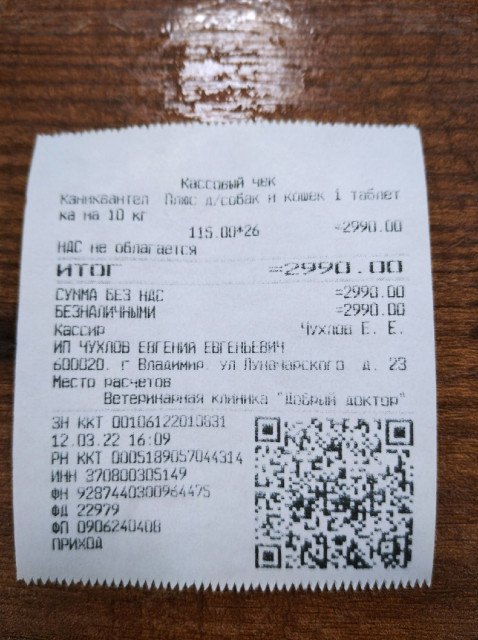 Кассовый чек
Каниквантел Плюс д/собак и кошек 1 таблет
ка на 10 кг
115.00*26 =2990.00
НДС не облагается
ИТОГ =2990.00
СУММА БЕЗ НДС =2990.00
БЕЗНАЛИЧНЫМИ =2990.00
Кассир Чухлов Е. Е.
ИП ЧУХЛОВ ЕВГЕНИЙ ЕВГЕНЬЕВИЧ
600020. г Владимир. ул Луначарского д. 23
Место расчетов
Ветеринарная клиника "Добрый доктор"
ЗН ККТ 00106122010831
12.03.22 16:09
РН ККТ 0005189057044314
ИНН 370800305149
ФН 9287440300964475
ФД 22979
ФП 0906240408
ПРИХОД